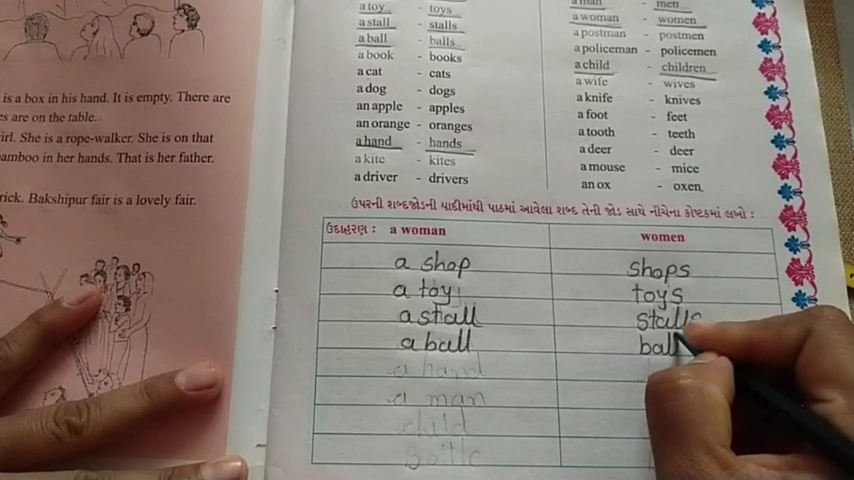 is a box in his hand. It is empty. There are
es are on the table.
irl. She is a rope-walker. She is on that
amboo in her hands. That is her father.
rick. Bakshipur fair is a lovely fair.
a toy - toys
a stall - stalls
a ball - balls
a book - books
a cat - cats
a dog - dogs
an apple - apples
an orange - oranges
a hand - hands
a kite - kites
a driver - drivers
a man - men
a woman - women
a postman - postmen
a policeman - policemen
a child - children
a wife - wives
a knife - knives
a foot - feet
a tooth - teeth
a deer - deer
a mouse - mice
an ox - oxen
ઉપરની શબ્દજોડની યાદીમાંથી પાઠમાં આવેલા શબ્દ તેની જોડ સાથે નીચેના કોષ્ટકમાં લખો :
ઉદાહરણ : a woman women
a shop shops
a toy toys
a stall stalls
a ball ball
a hand
a man
child
bottle